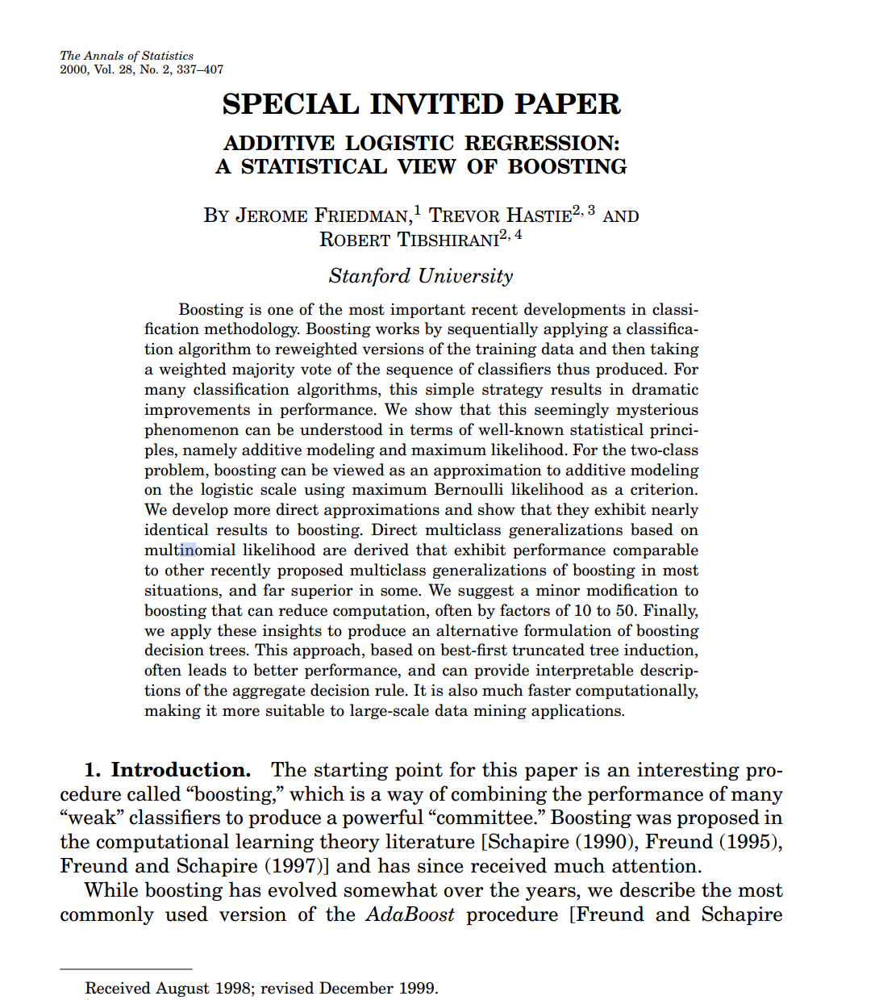 The Annals of Statistics
2000, Vol. 28, No. 2, 337–407
SPECIAL INVITED PAPER
ADDITIVE LOGISTIC REGRESSION:
A STATISTICAL VIEW OF BOOSTING
By Jerome Friedman,1 Trevor Hastie2, 3 and
Robert Tibshirani2, 4
Stanford University
Boosting is one of the most important recent developments in classi-
fication methodology. Boosting works by sequentially applying a classifica-
tion algorithm to reweighted versions of the training data and then taking
a weighted majority vote of the sequence of classifiers thus produced. For
many classification algorithms, this simple strategy results in dramatic
improvements in performance. We show that this seemingly mysterious
phenomenon can be understood in terms of well-known statistical princi-
ples, namely additive modeling and maximum likelihood. For the two-class
problem, boosting can be viewed as an approximation to additive modeling
on the logistic scale using maximum Bernoulli likelihood as a criterion.
We develop more direct approximations and show that they exhibit nearly
identical results to boosting. Direct multiclass generalizations based on
multinomial likelihood are derived that exhibit performance comparable
to other recently proposed multiclass generalizations of boosting in most
situations, and far superior in some. We suggest a minor modification to
boosting that can reduce computation, often by factors of 10 to 50. Finally,
we apply these insights to produce an alternative formulation of boosting
decision trees. This approach, based on best-first truncated tree induction,
often leads to better performance, and can provide interpretable descrip-
tions of the aggregate decision rule. It is also much faster computationally,
making it more suitable to large-scale data mining applications.
1. Introduction. The starting point for this paper is an interesting pro-
cedure called “boosting,” which is a way of combining the performance of many
“weak” classifiers to produce a powerful “committee.” Boosting was proposed in
the computational learning theory literature [Schapire (1990), Freund (1995),
Freund and Schapire (1997)] and has since received much attention.
While boosting has evolved somewhat over the years, we describe the most
commonly used version of the AdaBoost procedure [Freund and Schapire
Received August 1998; revised December 1999.